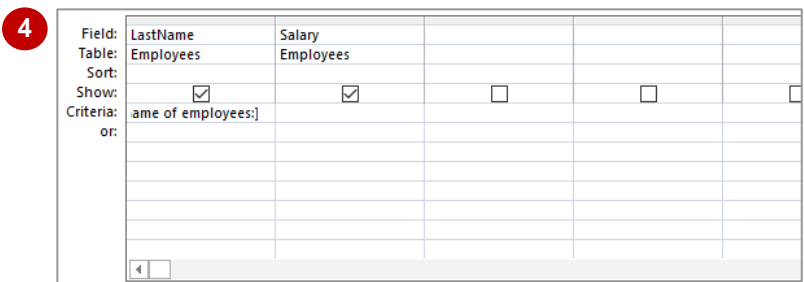 4
Field: LastName Salary
Table: Employees Employees
Sort:
Show:
Criteria: ame of employees:]
or: